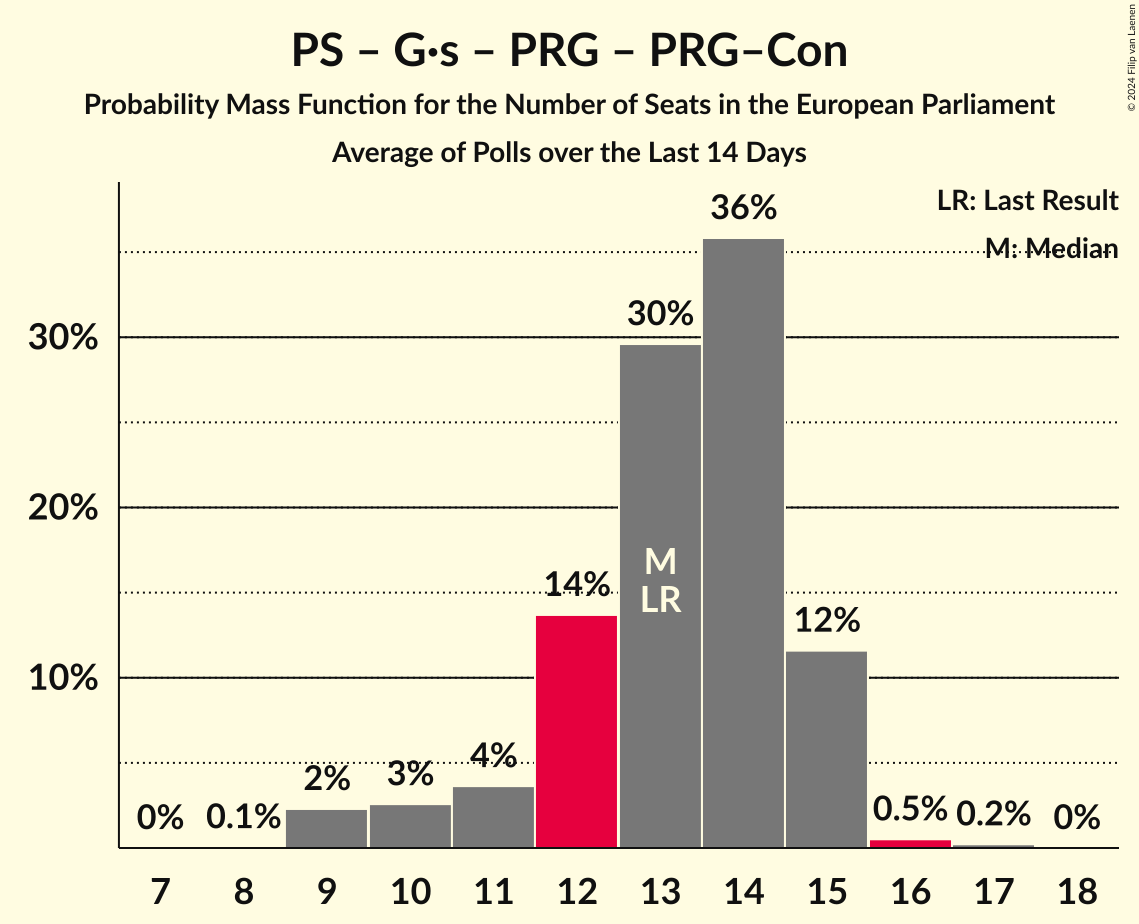 PS – G·s – PRG – PRG–Con
Probability Mass Function for the Number of Seats in the European Parliament
Average of Polls over the Last 14 Days
© 2024 Filip van Laenen
LR: Last Result
M: Median
36%
30%
30%
20%
M
LR
14%
12%
10%
4%
3%
2%
0%
0.1%
0.5%
0.2%
0%
7 8 9 10 11 12 13 14 15 16 17 18